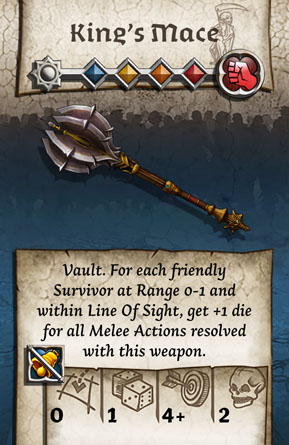 King's Mace
Vault. For each friendly
Survivor at Range 0-1 and
within Line Of Sight, get +1 die
for all Melee Actions resolved
with this weapon.
0 1 4+ 2